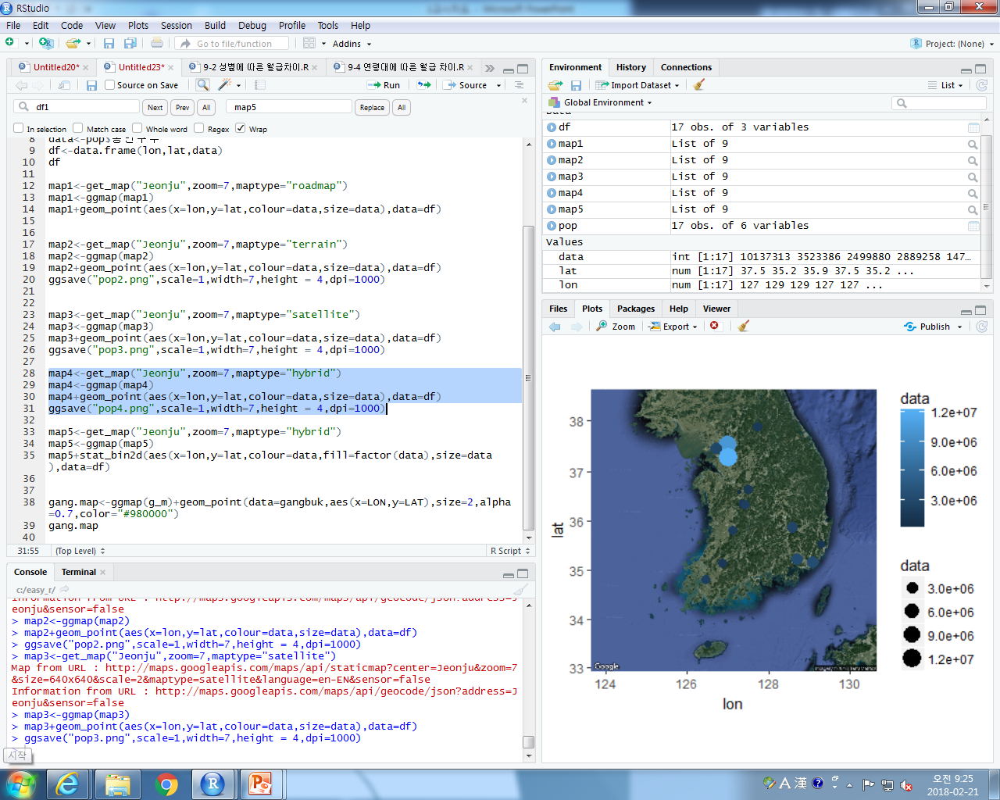 RStudio
File Edit Code View Plots Session Build Debug Profile Tools Help
Go to file/function Addins Project: (None)
Untitled20* Untitled23* 9-2 성별에 따른 월급차이.R 9-4 연령대에 따른 월급 차이.R
Source on Save Run Source
df1 Next Prev All map5 Replace All
In selection Match case Whole word Regex Wrap
8 data<-pop$총인구수
9 df<-data.frame(lon,lat,data)
10 df
11
12 map1<-get_map("Jeonju",zoom=7,maptype="roadmap")
13 map1<-ggmap(map1)
14 map1+geom_point(aes(x=lon,y=lat,colour=data,size=data),data=df)
15
16
17 map2<-get_map("Jeonju",zoom=7,maptype="terrain")
18 map2<-ggmap(map2)
19 map2+geom_point(aes(x=lon,y=lat,colour=data,size=data),data=df)
20 ggsave("pop2.png",scale=1,width=7,height = 4,dpi=1000)
21
22
23 map3<-get_map("Jeonju",zoom=7,maptype="satellite")
24 map3<-ggmap(map3)
25 map3+geom_point(aes(x=lon,y=lat,colour=data,size=data),data=df)
26 ggsave("pop3.png",scale=1,width=7,height = 4,dpi=1000)
27
28 map4<-get_map("Jeonju",zoom=7,maptype="hybrid")
29 map4<-ggmap(map4)
30 map4+geom_point(aes(x=lon,y=lat,colour=data,size=data),data=df)
31 ggsave("pop4.png",scale=1,width=7,height = 4,dpi=1000)
32
33 map5<-get_map("Jeonju",zoom=7,maptype="hybrid")
34 map5<-ggmap(map5)
35 map5+stat_bin2d(aes(x=lon,y=lat,colour=data,fill=factor(data),size=data
),data=df)
36
37
38 gang.map<-ggmap(g_m)+geom_point(data=gangbuk,aes(x=LON,y=LAT),size=2,alpha
=0.7,color="#980000")
39 gang.map
40
31:55 (Top Level) R Script
Console Terminal
c:/easy_r/
Information from URL : http://maps.googleapis.com/maps/api/geocode/json?address=J
eonju&sensor=false
> map2<-ggmap(map2)
> map2+geom_point(aes(x=lon,y=lat,colour=data,size=data),data=df)
> ggsave("pop2.png",scale=1,width=7,height = 4,dpi=1000)
> map3<-get_map("Jeonju",zoom=7,maptype="satellite")
Map from URL : http://maps.googleapis.com/maps/api/staticmap?center=Jeonju&zoom=7
&size=640x640&scale=2&maptype=satellite&language=en-EN&sensor=false
Information from URL : http://maps.googleapis.com/maps/api/geocode/json?address=J
eonju&sensor=false
> map3<-ggmap(map3)
> map3+geom_point(aes(x=lon,y=lat,colour=data,size=data),data=df)
> ggsave("pop3.png",scale=1,width=7,height = 4,dpi=1000)
시작
Environment History Connections
Import Dataset List
Global Environment
Data
df 17 obs. of 3 variables
map1 List of 9
map2 List of 9
map3 List of 9
map4 List of 9
map5 List of 9
pop 17 obs. of 6 variables
Values
data int [1:17] 10137313 3523386 2499880 2889258 147…
lat num [1:17] 37.5 35.2 35.9 37.5 35.2 ...
lon num [1:17] 127 129 129 127 127 ...
Files Plots Packages Help Viewer
Zoom Export Publish
38
37
36
35
34
33
lat
124 126 128 130
lon
Google
data
1.2e+07
9.0e+06
6.0e+06
3.0e+06
data
3.0e+06
6.0e+06
9.0e+06
1.2e+07
A 漢 ?
오전 9:25
2018-02-21